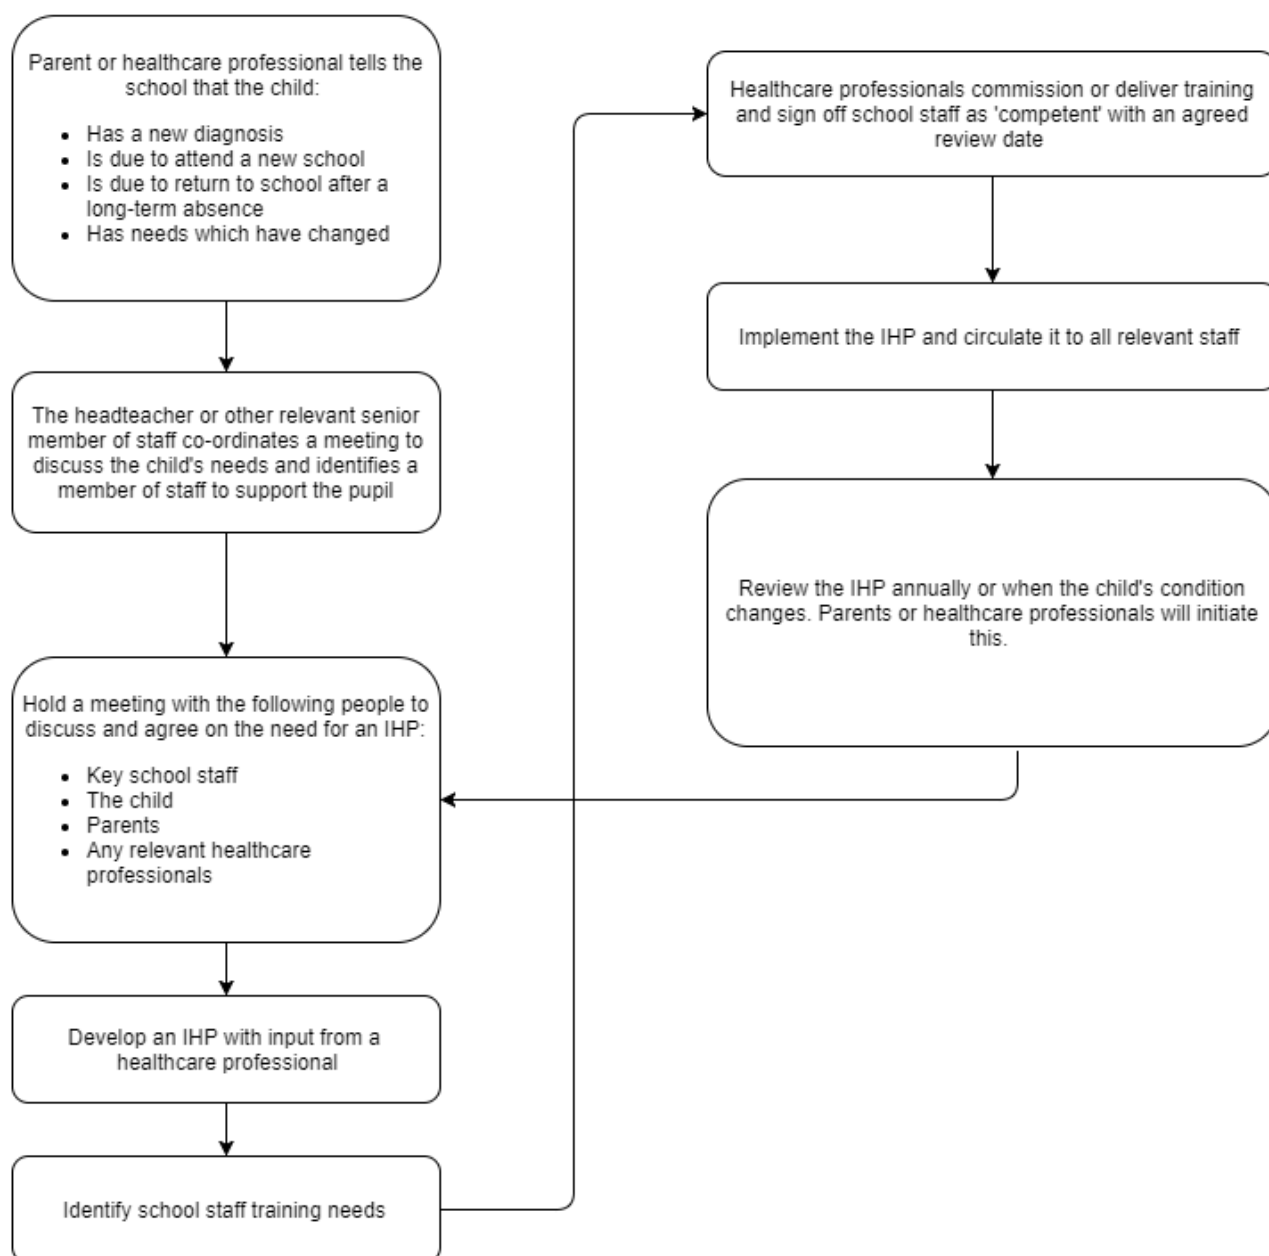 Parent or healthcare professional tells the
school that the child:
• Has a new diagnosis
• Is due to attend a new school
• Is due to return to school after a
long-term absence
• Has needs which have changed
The headteacher or other relevant senior
member of staff co-ordinates a meeting to
discuss the child's needs and identifies a
member of staff to support the pupil
Hold a meeting with the following people to
discuss and agree on the need for an IHP:
• Key school staff
• The child
• Parents
• Any relevant healthcare
professionals
Develop an IHP with input from a
healthcare professional
Identify school staff training needs
Healthcare professionals commission or deliver training
and sign off school staff as 'competent' with an agreed
review date
Implement the IHP and circulate it to all relevant staff
Review the IHP annually or when the child's condition
changes. Parents or healthcare professionals will initiate
this.